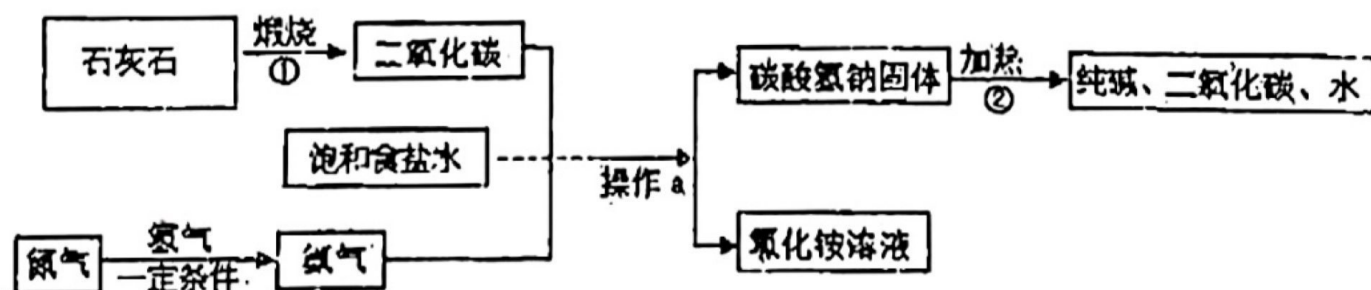 石灰石
煅烧
①
二氧化碳
饱和食盐水
操作 a
氮气
氢气
一定条件
氨气
碳酸氢钠固体
加热
②
纯碱、二氧化碳、水
氯化铵溶液